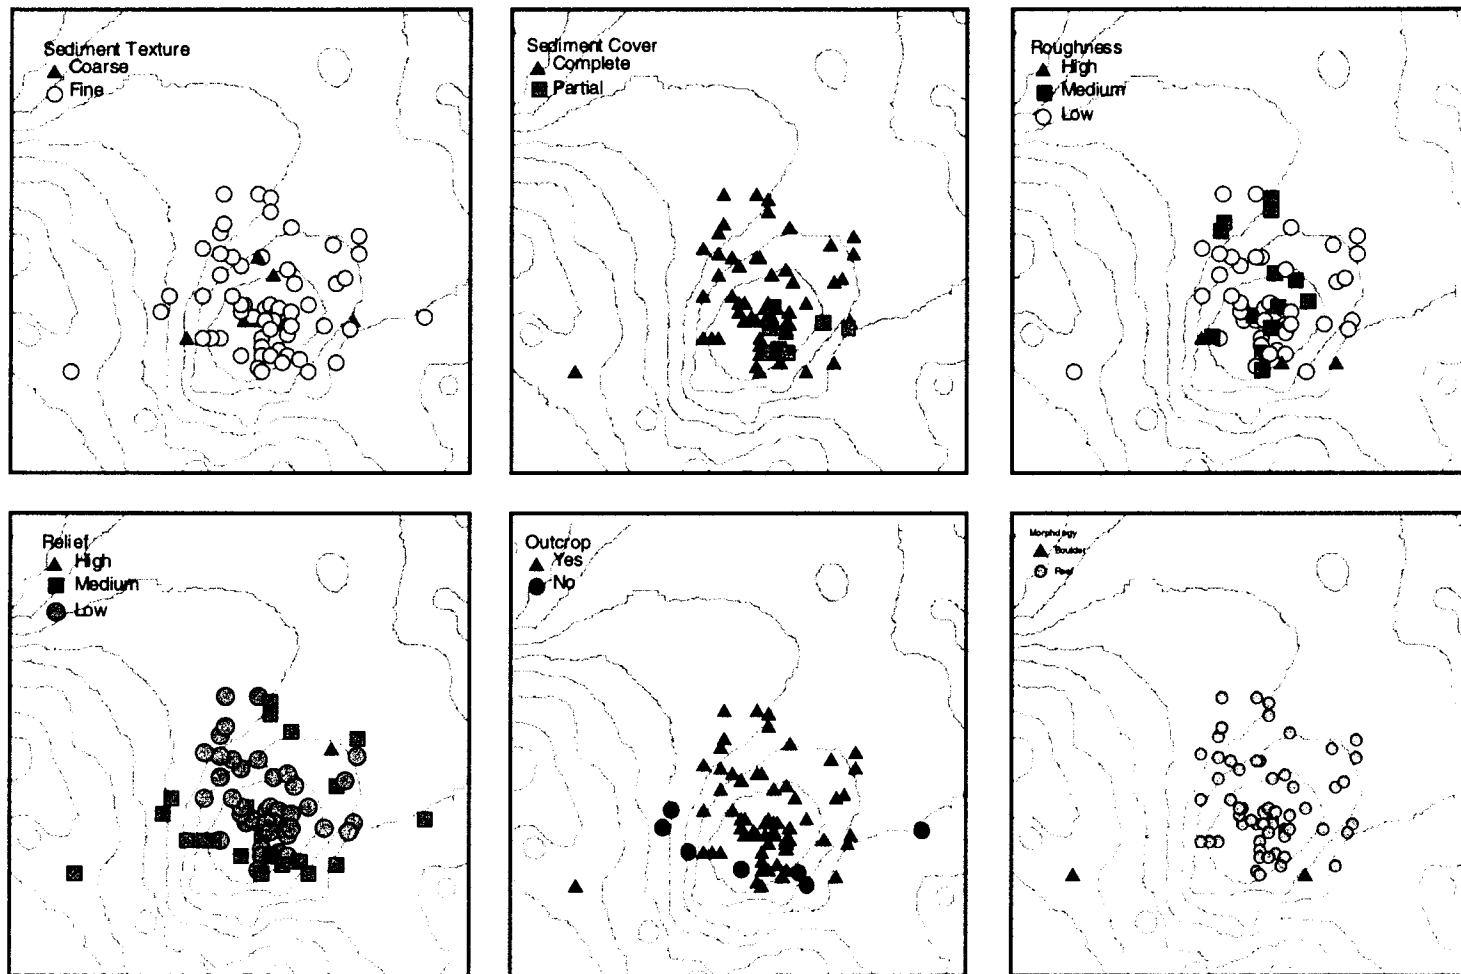 Sediment Texture
Coarse
Fine
Sediment Cover
Complete
Partial
Roughness
High
Medium
Low
Relief
High
Medium
Low
Outcrop
Yes
No
Morphology
Boulder
Reef